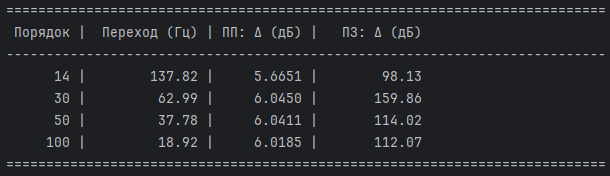 ==========================================================================
Порядок | Переход (Гц) | ПП: Δ (дБ) | ПЗ: Δ (дБ)
--------------------------------------------------------------------------
14 | 137.82 | 5.6651 | 98.13
30 | 62.99 | 6.0450 | 159.86
50 | 37.78 | 6.0411 | 114.02
100 | 18.92 | 6.0185 | 112.07
==========================================================================